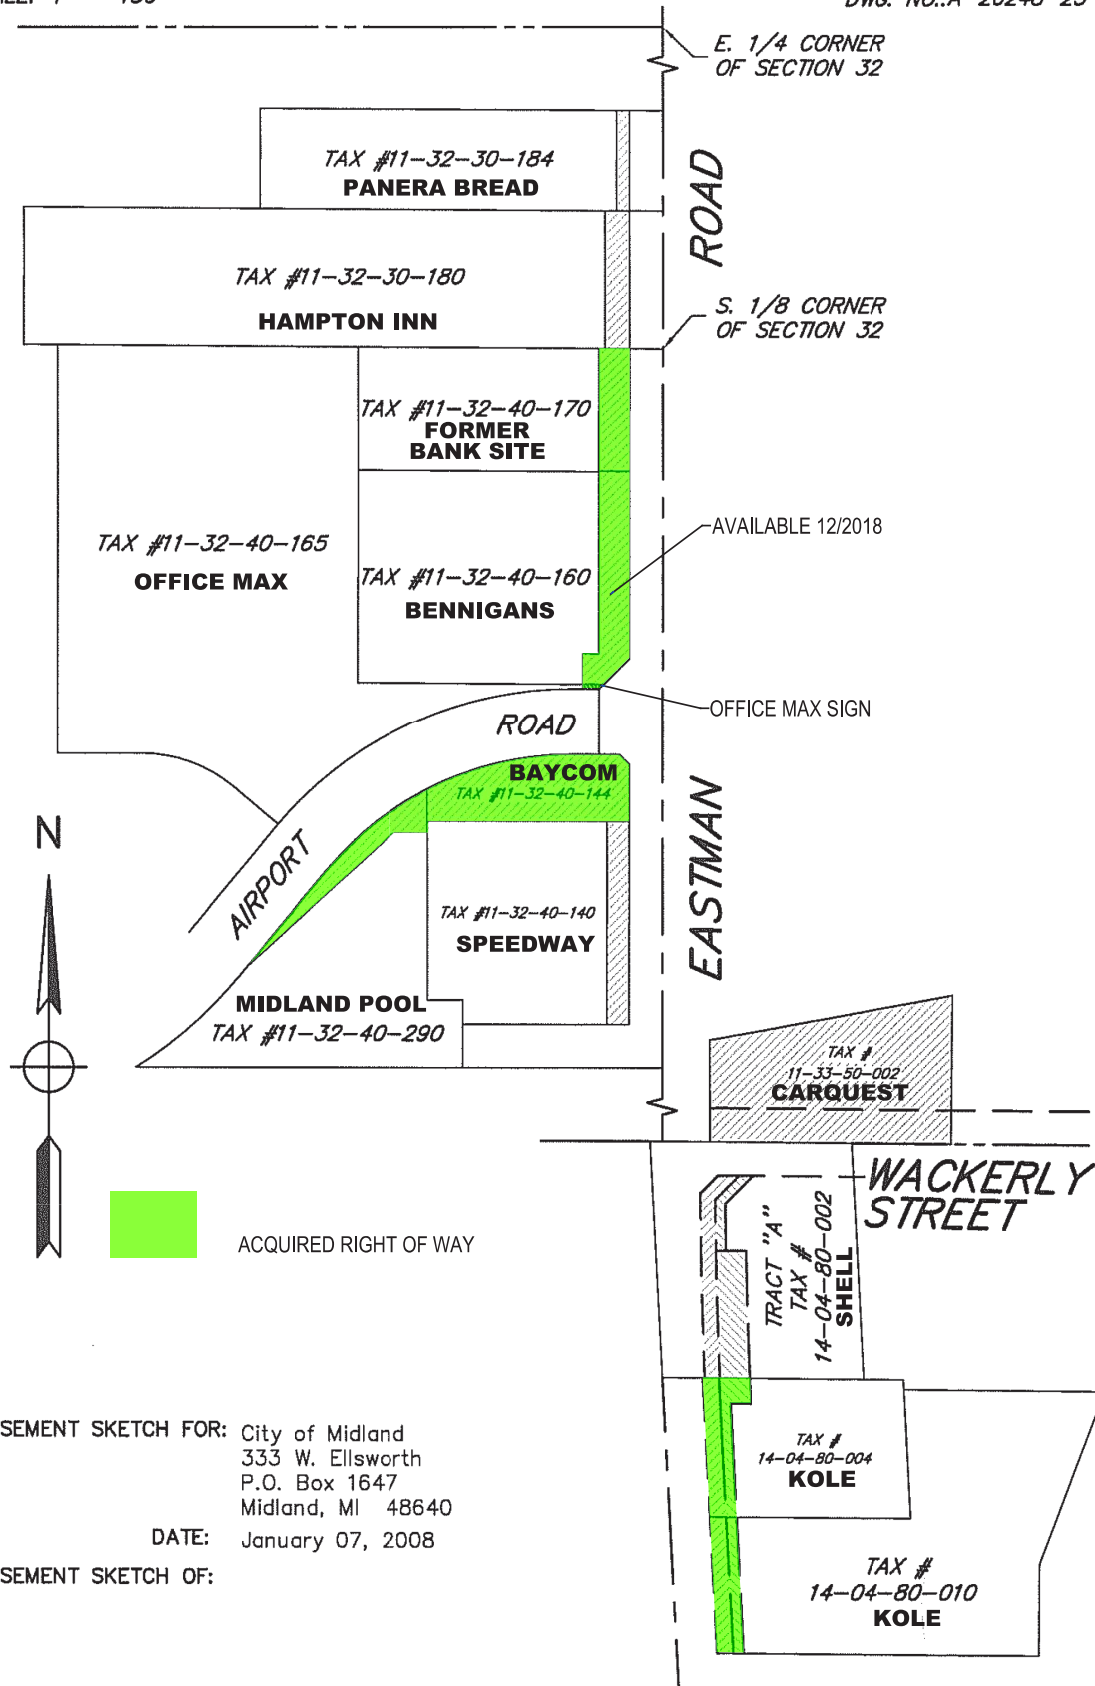 E. 1/4 CORNER
OF SECTION 32
TAX #11-32-30-184
PANERA BREAD
ROAD
TAX #11-32-30-180
HAMPTON INN
S. 1/8 CORNER
OF SECTION 32
TAX #11-32-40-170
FORMER
BANK SITE
AVAILABLE 12/2018
TAX #11-32-40-165
OFFICE MAX
TAX #11-32-40-160
BENNIGANS
OFFICE MAX SIGN
ROAD
BAYCOM
TAX #11-32-40-144
EASTMAN
N
AIRPORT
TAX #11-32-40-140
SPEEDWAY
MIDLAND POOL
TAX #11-32-40-290
TAX #
11-33-50-002
CARQUEST
WACKERLY
STREET
TRACT "A"
TAX #
14-04-80-002
SHELL
ACQUIRED RIGHT OF WAY
SEMENT SKETCH FOR: City of Midland
333 W. Ellsworth
P.O. Box 1647
Midland, MI 48640
DATE: January 07, 2008
SEMENT SKETCH OF:
TAX #
14-04-80-004
KOLE
TAX #
14-04-80-010
KOLE